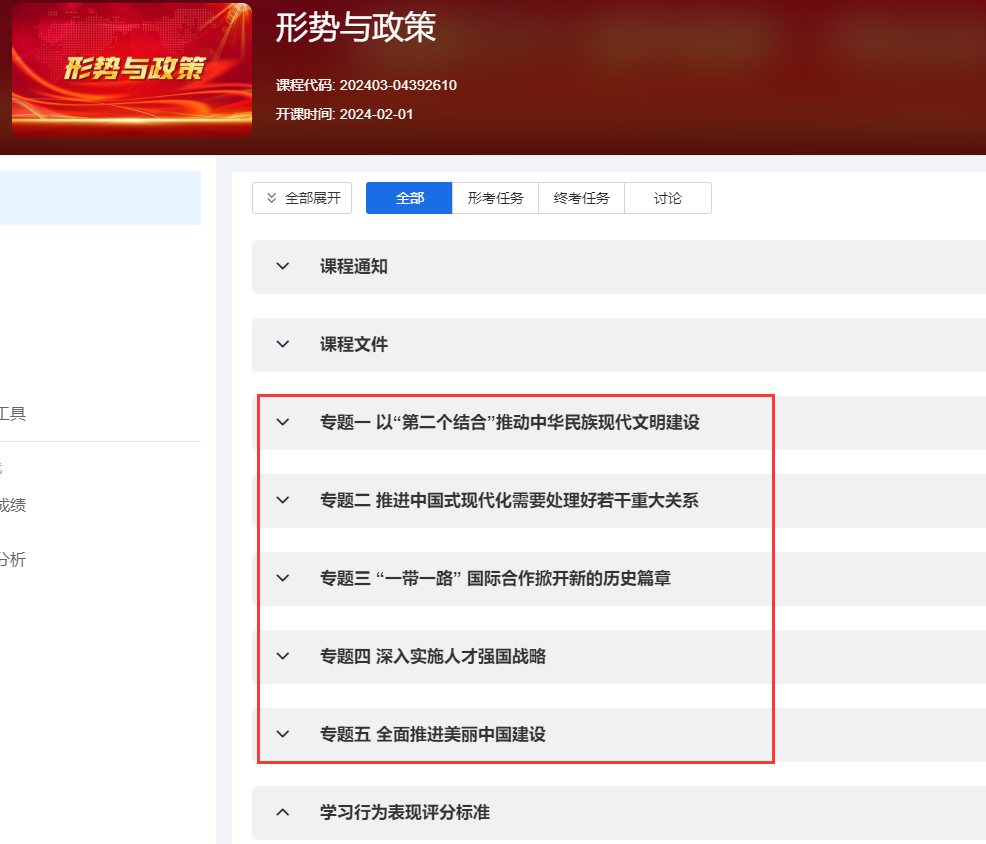 形势与政策
形势与政策
课程代码: 202403-04392610
开课时间: 2024-02-01
全部展开
全部
形考任务
终考任务
讨论
课程通知
课程文件
工具
专题一 以“第二个结合”推动中华民族现代文明建设
专题二 推进中国式现代化需要处理好若干重大关系
成绩
分析
专题三 “一带一路” 国际合作掀开新的历史篇章
专题四 深入实施人才强国战略
专题五 全面推进美丽中国建设
学习行为表现评分标准